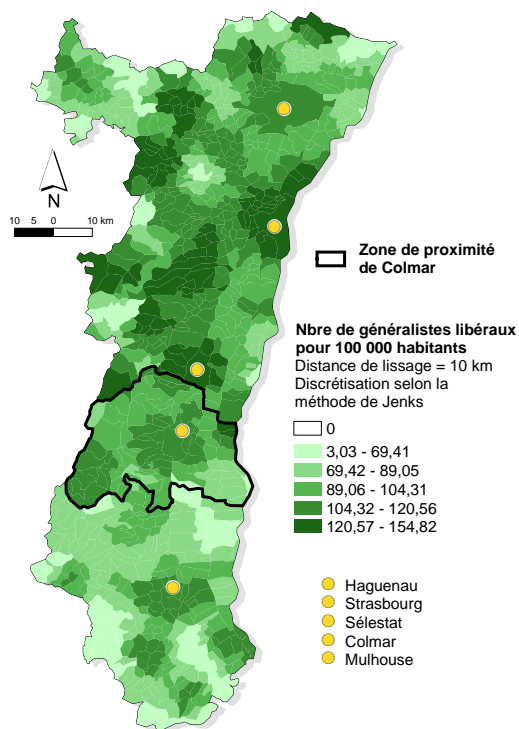 N
10 5 0 10 km
Zone de proximité
de Colmar
Nbre de généralistes libéraux
pour 100 000 habitants
Distance de lissage = 10 km
Discrétisation selon la
méthode de Jenks
0
3,03 - 69,41
69,42 - 89,05
89,06 - 104,31
104,32 - 120,56
120,57 - 154,82
Haguenau
Strasbourg
Sélestat
Colmar
Mulhouse